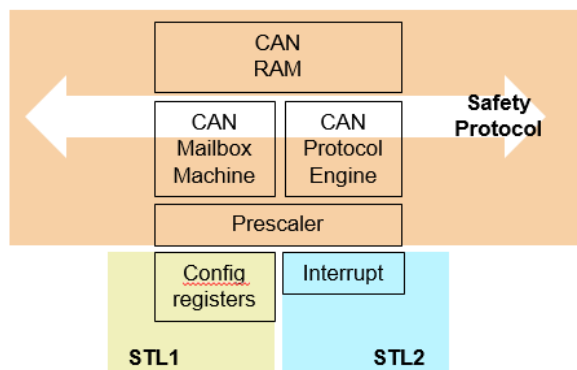 CAN
RAM
Safety
Protocol
CAN
Mailbox
Machine
CAN
Protocol
Engine
Prescaler
Config
registers
Interrupt
STL1
STL2